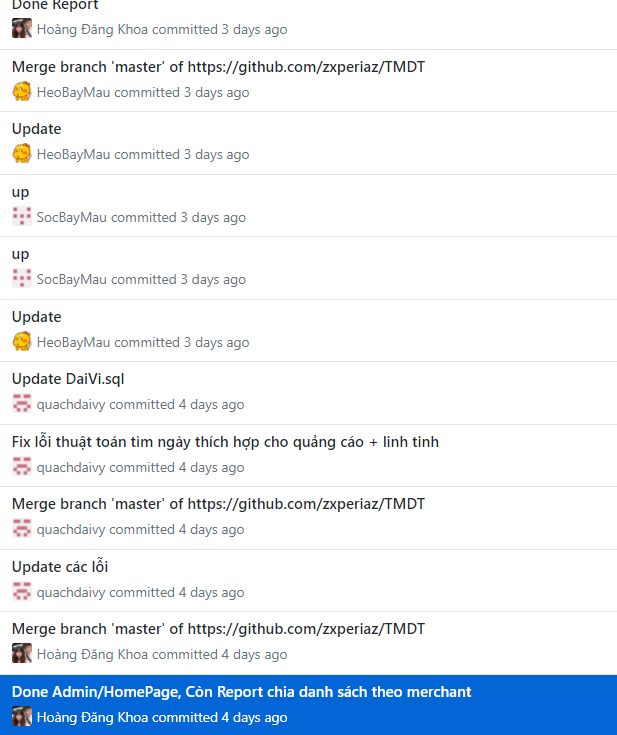 Done Report
Hoàng Đăng Khoa committed 3 days ago
Merge branch 'master' of https://github.com/zxperiaz/TMDT
HeoBayMau committed 3 days ago
Update
HeoBayMau committed 3 days ago
up
SocBayMau committed 3 days ago
up
SocBayMau committed 3 days ago
Update
HeoBayMau committed 3 days ago
Update DaiVi.sql
quachdaivy committed 4 days ago
Fix lỗi thuật toán tìm ngày thích hợp cho quảng cáo + linh tinh
quachdaivy committed 4 days ago
Merge branch 'master' of https://github.com/zxperiaz/TMDT
quachdaivy committed 4 days ago
Update các lỗi
quachdaivy committed 4 days ago
Merge branch 'master' of https://github.com/zxperiaz/TMDT
Hoàng Đăng Khoa committed 4 days ago
Done Admin/HomePage, Còn Report chia danh sách theo merchant
Hoàng Đăng Khoa committed 4 days ago